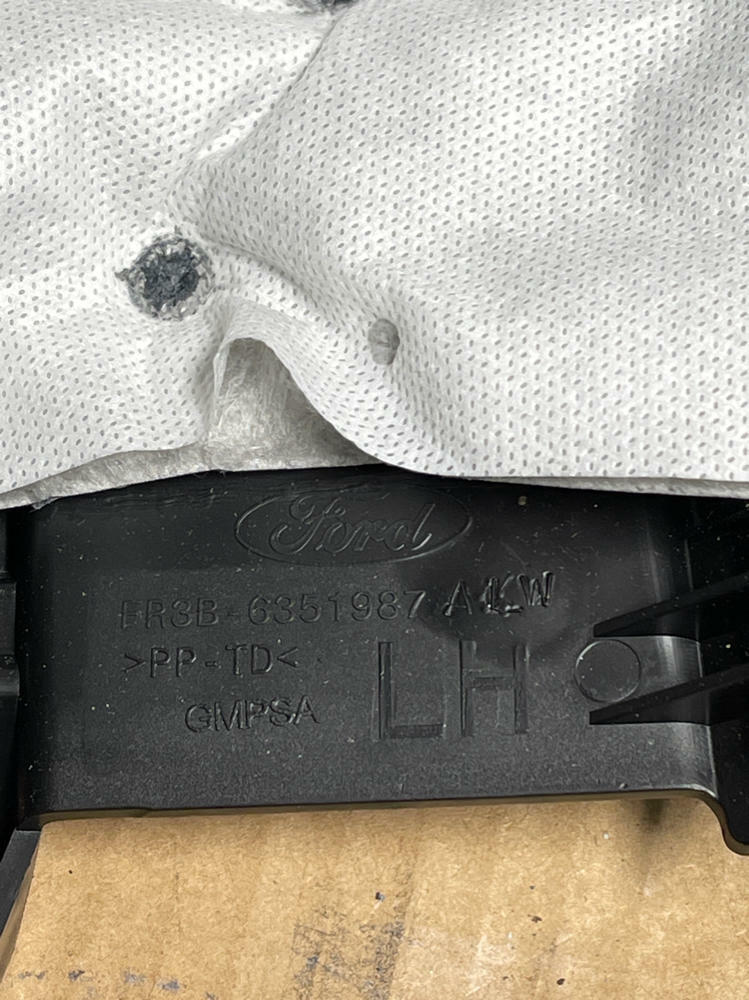 Ford
FR3B-6351987-A1KW
>PP-TD<
LH
GMPSA